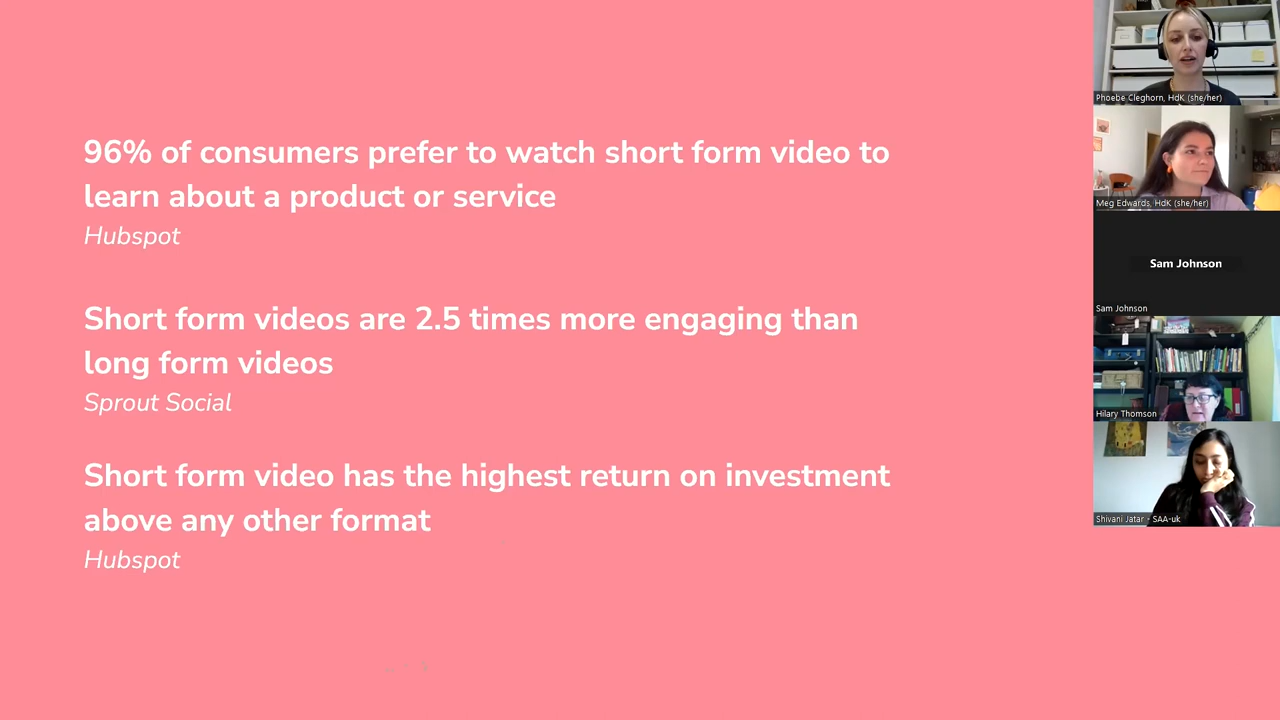 96% of consumers prefer to watch short form video to
learn about a product or service
Hubspot
Short form videos are 2.5 times more engaging than
long form videos
Sprout Social
Short form video has the highest return on investment
above any other format
Hubspot
Phoebe Cleghorn, HdK (she/her)
Meg Edwards, HdK (she/her)
Sam Johnson
Sam Johnson
Hilary Thomson
Shivani Jatar - SAA-uk